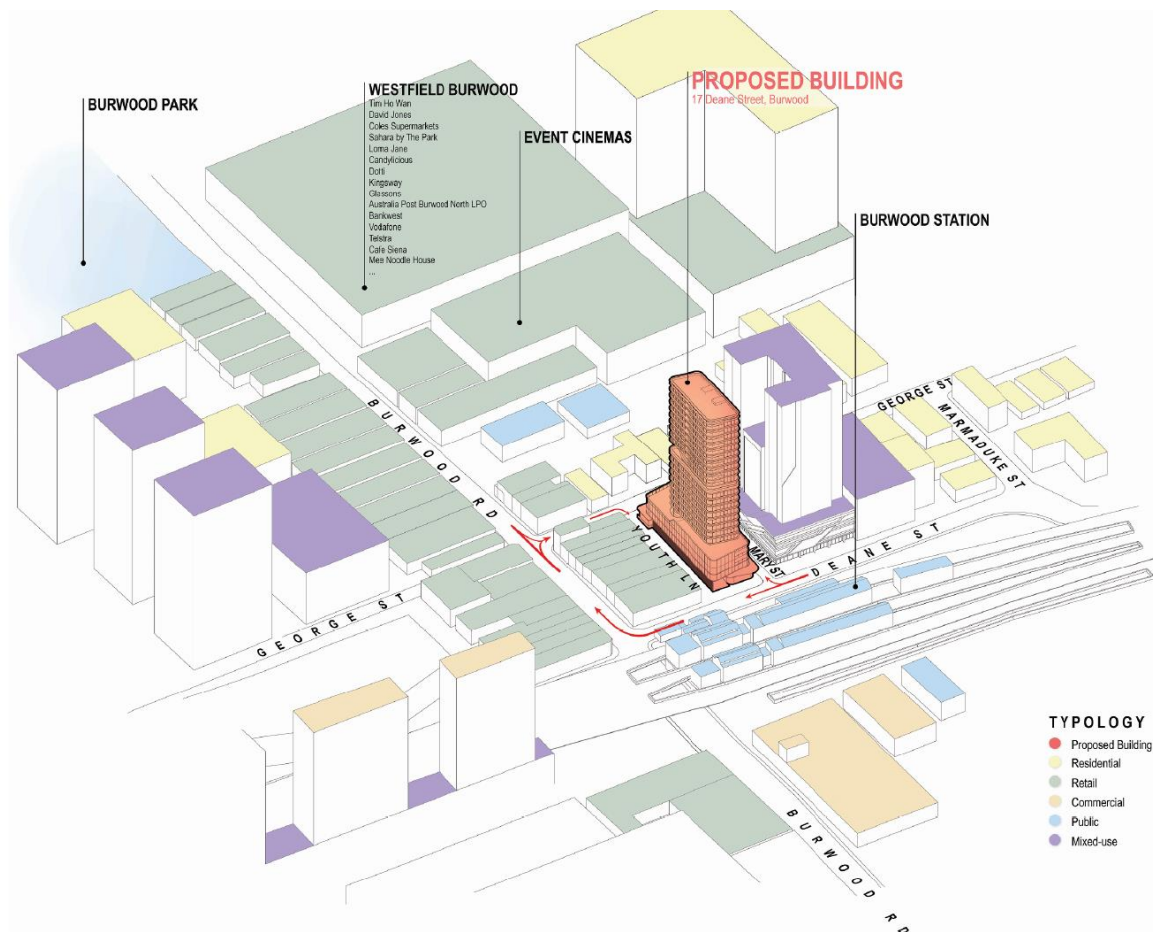 PROPOSED BUILDING
17 Deane Street, Burwood
WESTFIELD BURWOOD
Tim Ho Wan
David Jones
Coles Supermarkets
Sahara by The Park
Lorna Jane
Candylicious
Dotti
Kingsway
Glassons
Australia Post Burwood North LPO
Bankwest
Vodafone
Telstra
Cafe Siena
Mee Noodle House
...
BURWOOD PARK
EVENT CINEMAS
BURWOOD STATION
BURWOOD RD
GEORGE ST
MARMADUKE ST
YOUTH LN
MARY ST
DEANE ST
GEORGE ST
BURWOOD RD
TYPOLOGY
Proposed Building
Residential
Retail
Commercial
Public
Mixed-use